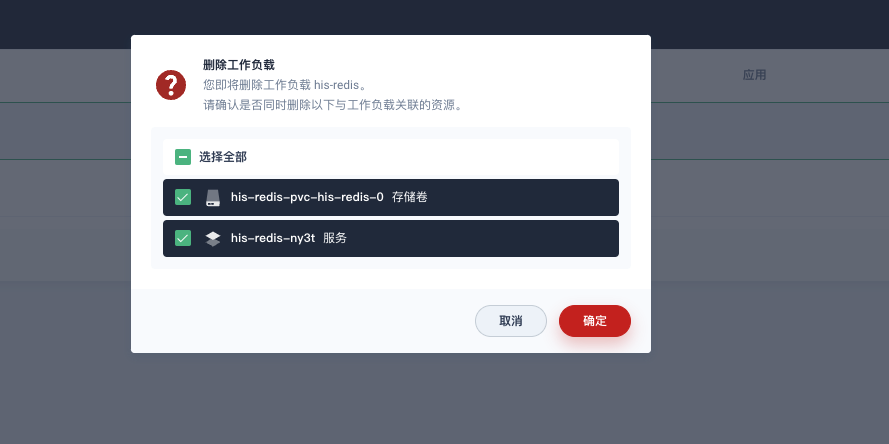 应用
删除工作负载
您即将删除工作负载 his-redis。
请确认是否同时删除以下与工作负载关联的资源。
选择全部
his-redis-pvc-his-redis-0 存储卷
his-redis-ny3t 服务
取消 确定